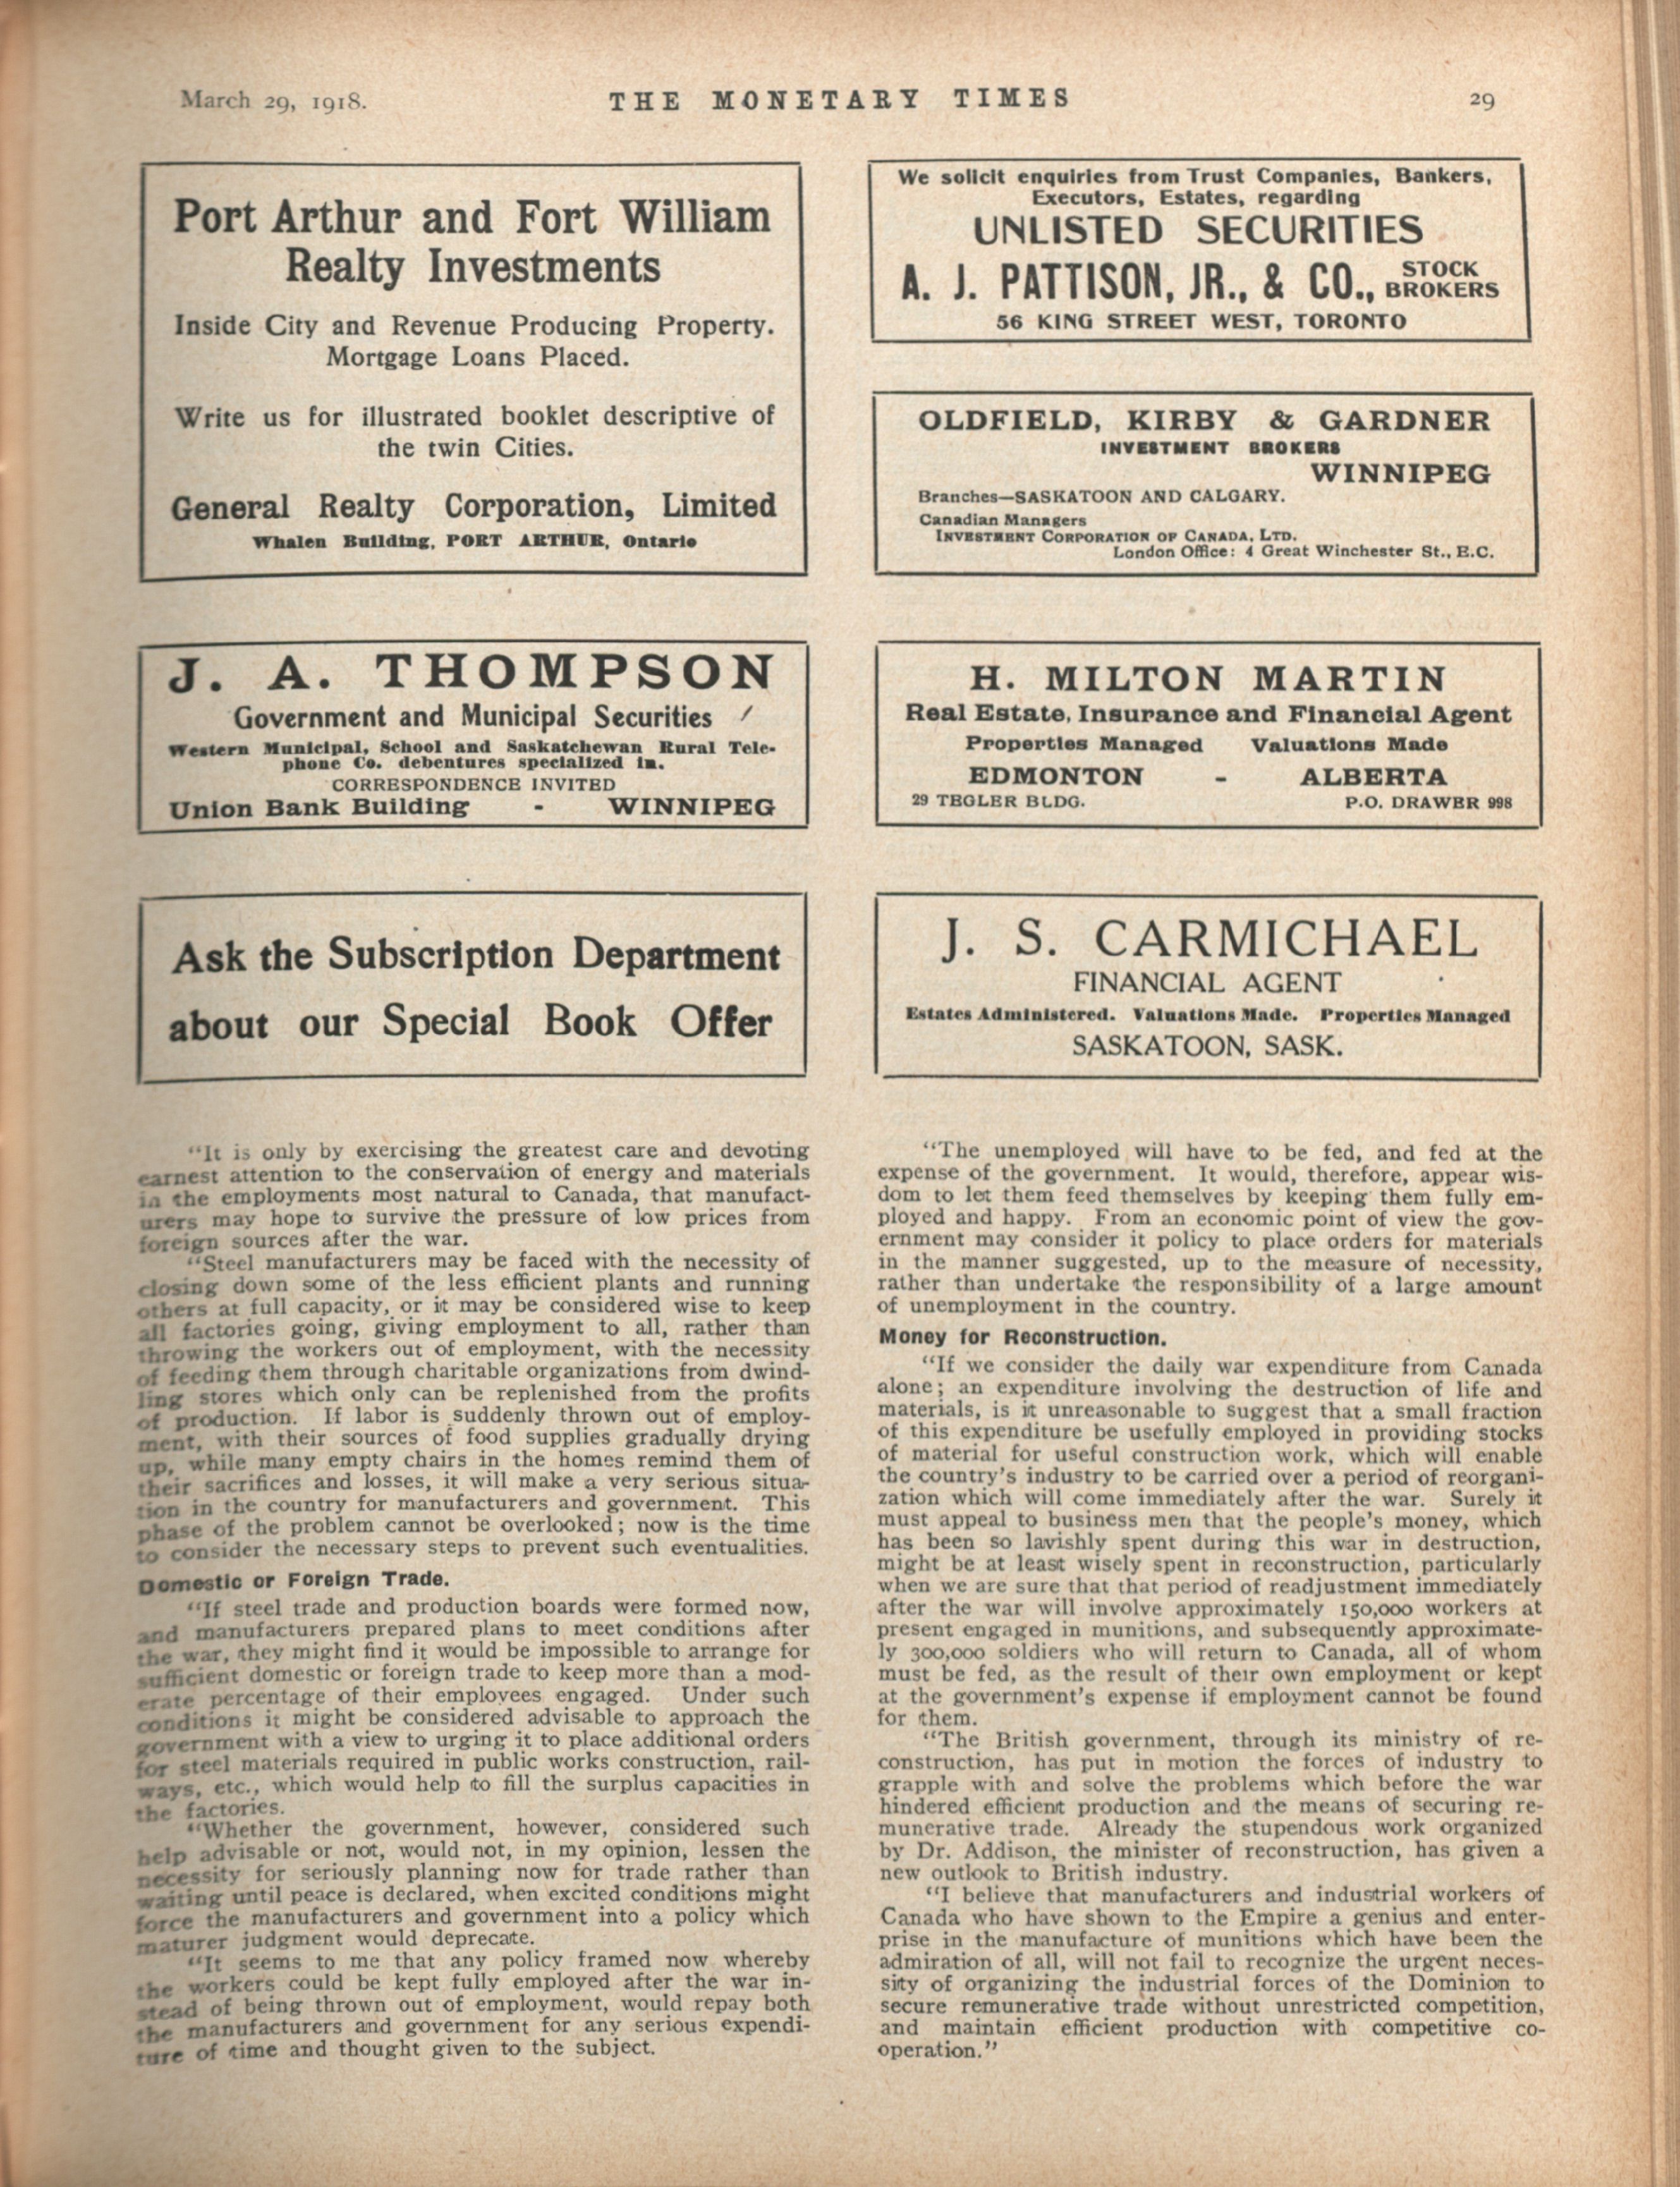 March 29, 1918.
THE MONETARY TIMES
29
Port Arthur and Fort William
Realty Investments
Inside City and Revenue Producing Property.
Mortgage Loans Placed.
Write us for illustrated booklet descriptive of
the twin Cities.
General Realty Corporation, Limited
Whalen Building, PORT ARTHUR, Ontario
We solicit enquiries from Trust Companies, Bankers,
Executors, Estates, regarding
UNLISTED SECURITIES
A. J. PATTISON, JR., & CO., STOCK BROKERS
56 KING STREET WEST, TORONTO
OLDFIELD, KIRBY & GARDNER
INVESTMENT BROKERS
WINNIPEG
Branches—SASKATOON AND CALGARY.
Canadian Managers
INVESTMENT CORPORATION OF CANADA, LTD.
London Office: 4 Great Winchester St., E.C.
J. A. THOMPSON
Government and Municipal Securities
Western Municipal, School and Saskatchewan Rural Tele-
phone Co. debentures specialized in.
CORRESPONDENCE INVITED
Union Bank Building - WINNIPEG
H. MILTON MARTIN
Real Estate, Insurance and Financial Agent
Properties Managed Valuations Made
EDMONTON - ALBERTA
29 TEGLER BLDG. P.O. DRAWER 998
Ask the Subscription Department
about our Special Book Offer
J. S. CARMICHAEL
FINANCIAL AGENT
Estates Administered. Valuations Made. Properties Managed
SASKATOON, SASK.
"It is only by exercising the greatest care and devoting
earnest attention to the conservation of energy and materials
in the employments most natural to Canada, that manufact-
urers may hope to survive the pressure of low prices from
foreign sources after the war.
"Steel manufacturers may be faced with the necessity of
closing down some of the less efficient plants and running
others at full capacity, or it may be considered wise to keep
all factories going, giving employment to all, rather than
throwing the workers out of employment, with the necessity
of feeding them through charitable organizations from dwind-
ling stores which only can be replenished from the profits
of production. If labor is suddenly thrown out of employ-
ment, with their sources of food supplies gradually drying
up, while many empty chairs in the homes remind them of
their sacrifices and losses, it will make a very serious situa-
tion in the country for manufacturers and government. This
phase of the problem cannot be overlooked; now is the time
to consider the necessary steps to prevent such eventualities.
Domestic or Foreign Trade.
"If steel trade and production boards were formed now,
and manufacturers prepared plans to meet conditions after
the war, they might find it would be impossible to arrange for
sufficient domestic or foreign trade to keep more than a mod-
erate percentage of their employees engaged. Under such
conditions it might be considered advisable to approach the
government with a view to urging it to place additional orders
for steel materials required in public works construction, rail-
ways, etc., which would help to fill the surplus capacities in
the factories.
"Whether the government, however, considered such
help advisable or not, would not, in my opinion, lessen the
necessity for seriously planning now for trade rather than
waiting until peace is declared, when excited conditions might
force the manufacturers and government into a policy which
maturer judgment would deprecate.
"It seems to me that any policy framed now whereby
the workers could be kept fully employed after the war in-
stead of being thrown out of employment, would repay both
the manufacturers and government for any serious expendi-
ture of time and thought given to the subject.
"The unemployed will have to be fed, and fed at the
expense of the government. It would, therefore, appear wis-
dom to let them feed themselves by keeping them fully em-
ployed and happy. From an economic point of view the gov-
ernment may consider it policy to place orders for materials
in the manner suggested, up to the measure of necessity,
rather than undertake the responsibility of a large amount
of unemployment in the country.
Money for Reconstruction.
"If we consider the daily war expenditure from Canada
alone; an expenditure involving the destruction of life and
materials, is it unreasonable to suggest that a small fraction
of this expenditure be usefully employed in providing stocks
of material for useful construction work, which will enable
the country's industry to be carried over a period of reorgani-
zation which will come immediately after the war. Surely it
must appeal to business men that the people's money, which
has been so lavishly spent during this war in destruction,
might be at least wisely spent in reconstruction, particularly
when we are sure that that period of readjustment immediately
after the war will involve approximately 150,000 workers at
present engaged in munitions, and subsequently approximate-
ly 300,000 soldiers who will return to Canada, all of whom
must be fed, as the result of their own employment or kept
at the government's expense if employment cannot be found
for them.
"The British government, through its ministry of re-
construction, has put in motion the forces of industry to
grapple with and solve the problems which before the war
hindered efficient production and the means of securing re-
munerative trade. Already the stupendous work organized
by Dr. Addison, the minister of reconstruction, has given a
new outlook to British industry.
"I believe that manufacturers and industrial workers of
Canada who have shown to the Empire a genius and enter-
prise in the manufacture of munitions which have been the
admiration of all, will not fail to recognize the urgent neces-
sity of organizing the industrial forces of the Dominion to
secure remunerative trade without unrestricted competition,
and maintain efficient production with competitive co-
operation."